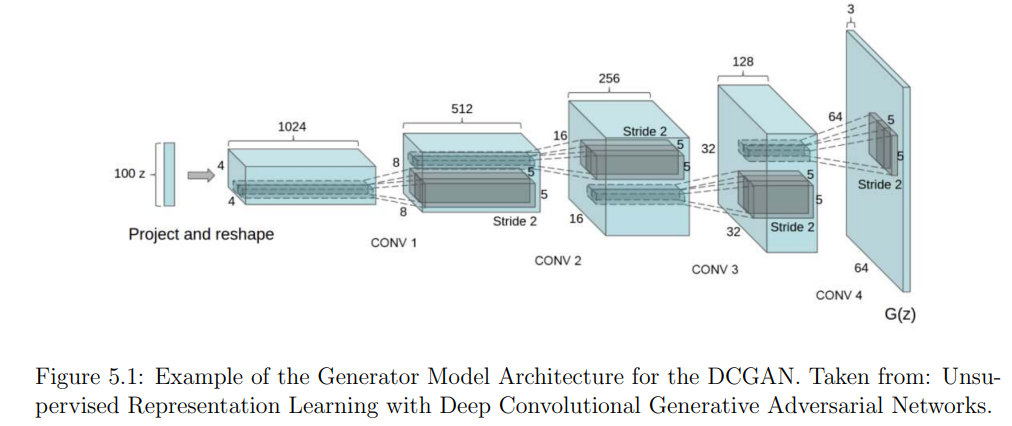 100 z
Project and reshape
4
4
1024
CONV 1
8
8
512
5
5
Stride 2
CONV 2
16
16
256
Stride 2
5
5
CONV 3
32
32
128
5
5
Stride 2
CONV 4
64
64
3
5
5
Stride 2
G(z)
Figure 5.1: Example of the Generator Model Architecture for the DCGAN. Taken from: Unsu-
pervised Representation Learning with Deep Convolutional Generative Adversarial Networks.